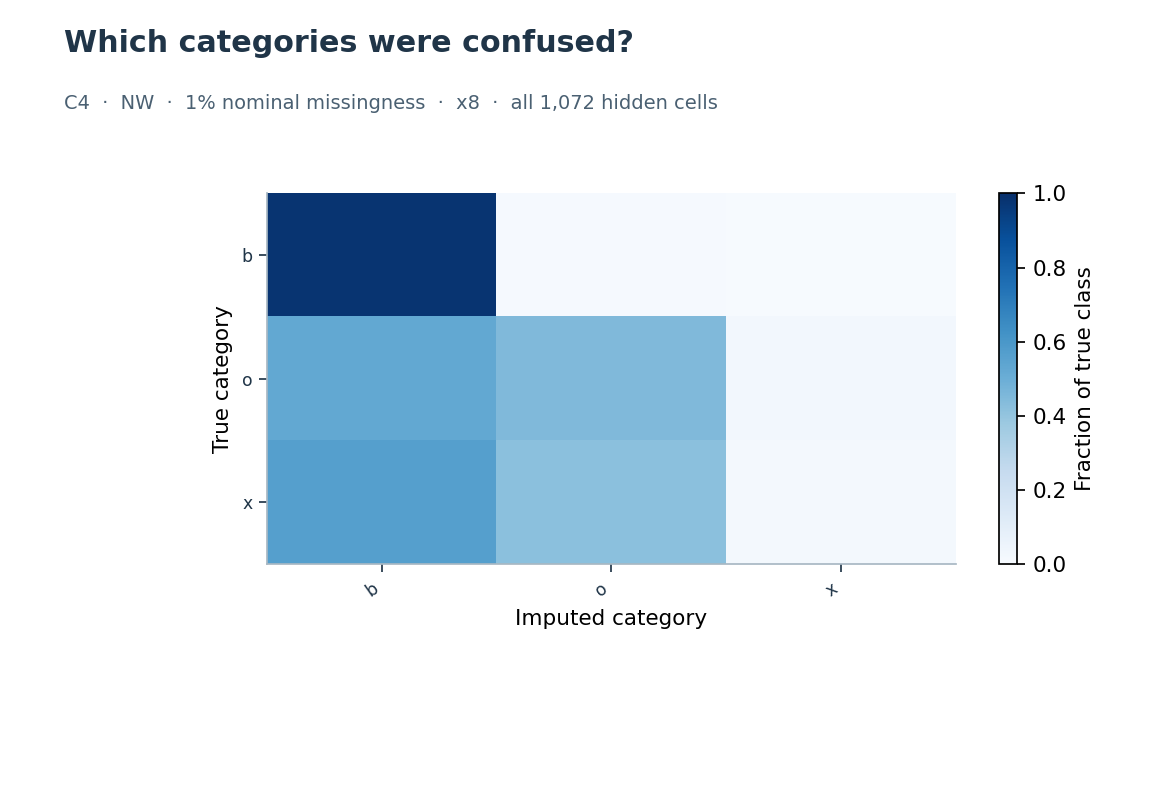 Which categories were confused?
C4 · NW · 1% nominal missingness · x8 · all 1,072 hidden cells
True category
b
o
x
b
o
x
Imputed category
1.0
0.8
0.6
0.4
0.2
0.0
Fraction of true class